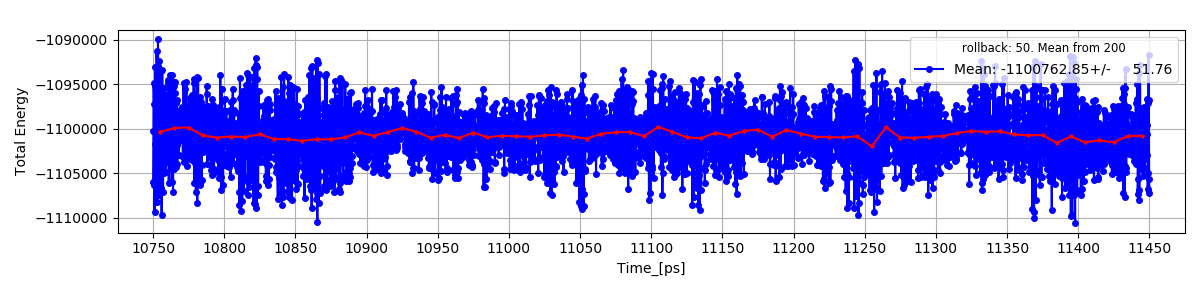 rollback: 50. Mean from 200
Mean: -1100762.85+/- 51.76
Total Energy
−1090000
−1095000
−1100000
−1105000
−1110000
10750 10800 10850 10900 10950 11000 11050 11100 11150 11200 11250 11300 11350 11400 11450
Time_[ps]